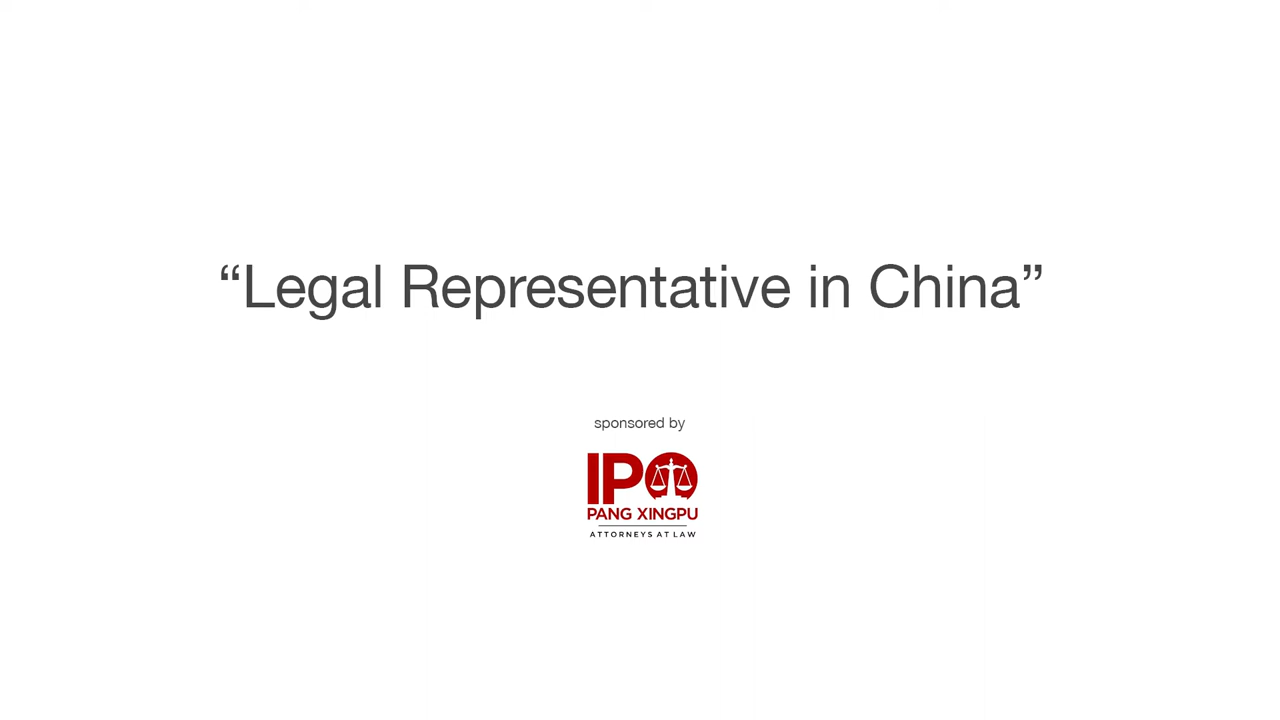 “Legal Representative in China”
sponsored by
IPO
PANG XINGPU
ATTORNEYS AT LAW